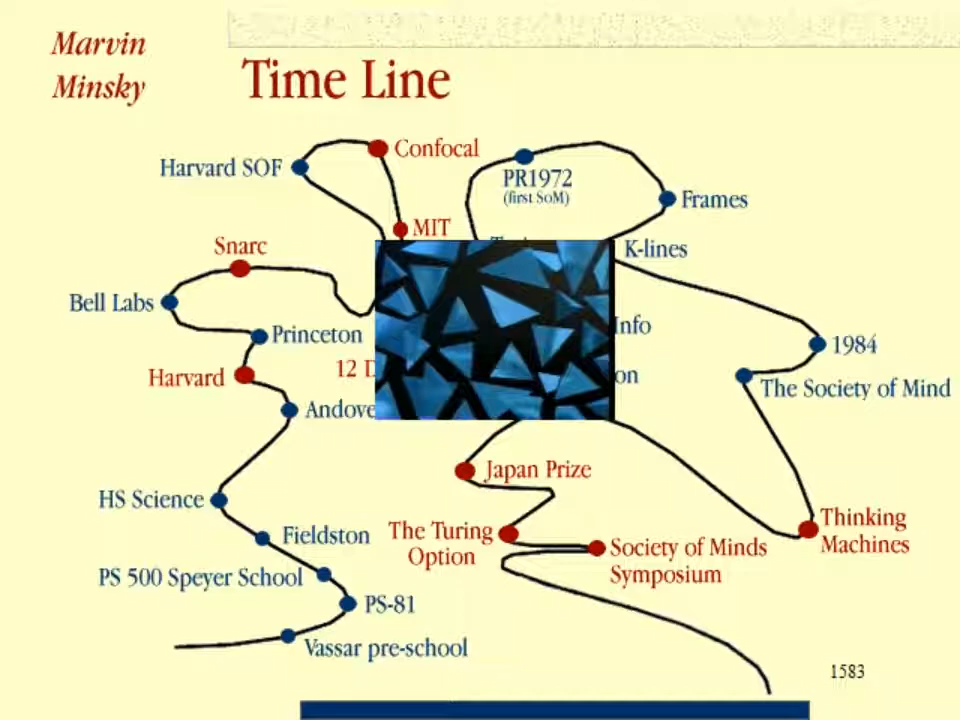 Marvin
Minsky
Time Line
Harvard SOF
Confocal
PR1972
(first SoM)
Frames
MIT
Snarc
K-lines
Bell Labs
Princeton
Info
1984
Harvard
12
The Society of Mind
HS Science
Japan Prize
Fieldston
The Turing
Option
Thinking
Machines
Society of Minds
Symposium
PS 500 Speyer School
PS-81
Vassar pre-school
1583